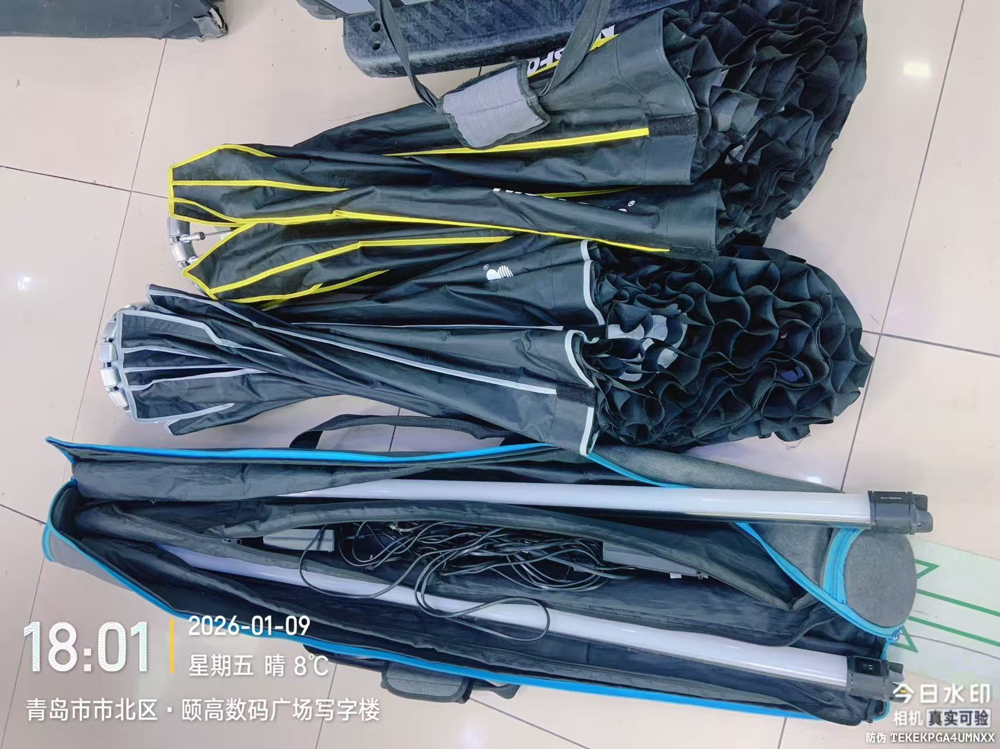 NANLITE
18:01
2026-01-09
星期五 晴 8℃
青岛市市北区·颐高数码广场写字楼
今日水印
相机 真实可验
防伪 TEKEKPGA4UMNXX